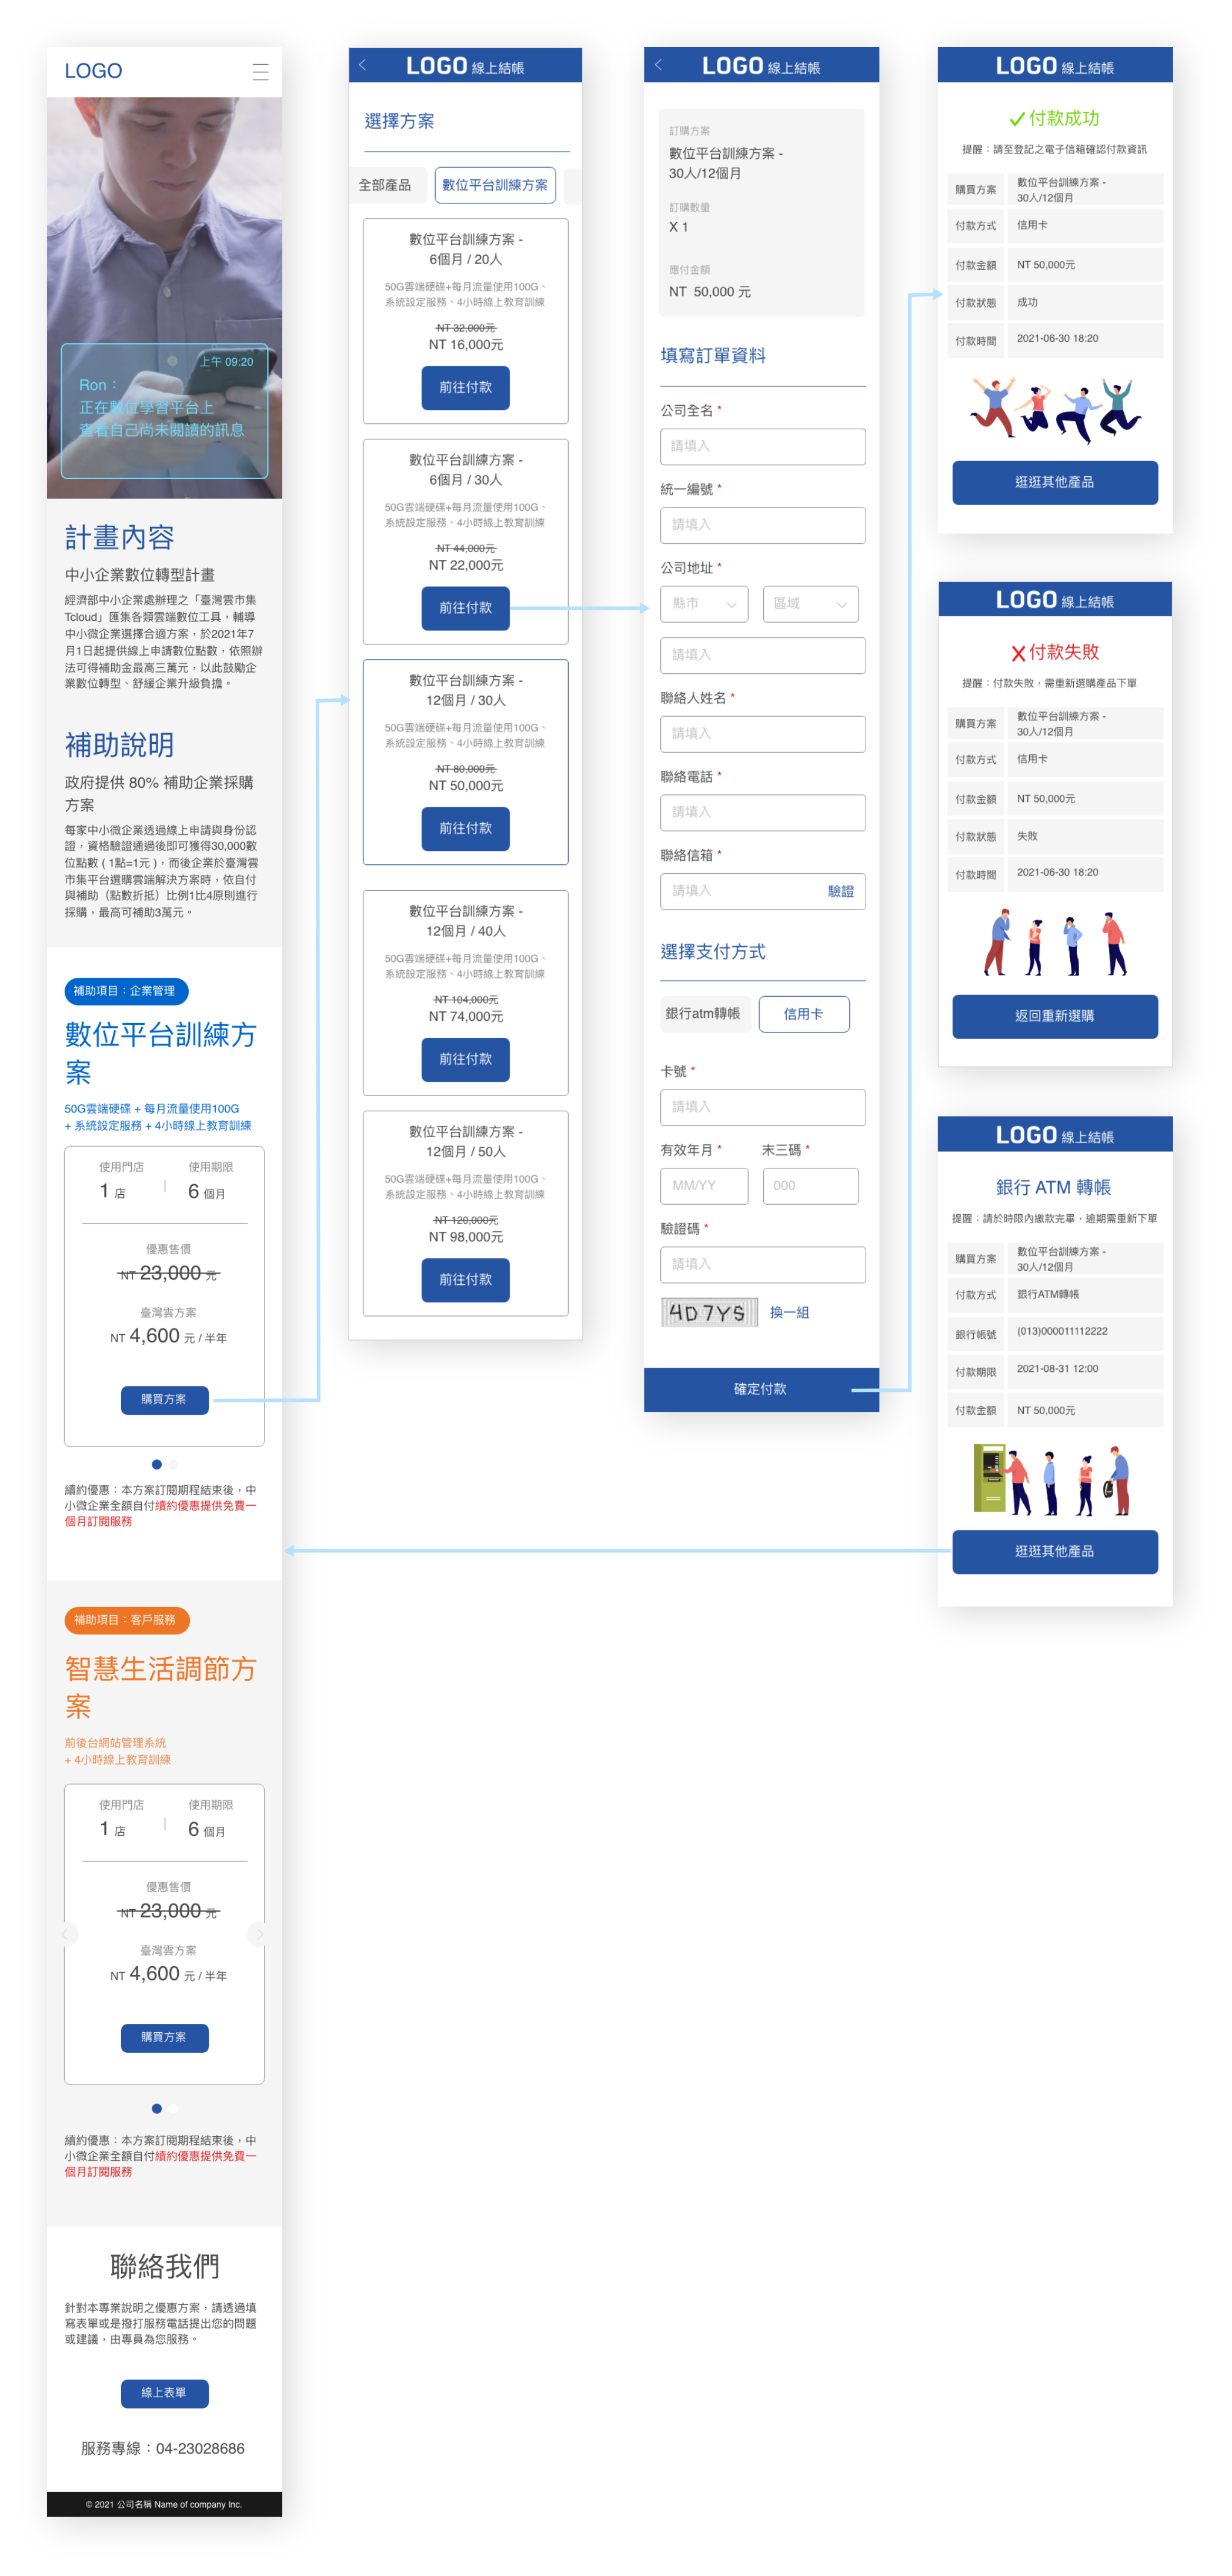 LOGO
上午 09:20
Ron：
正在數位學習平台上
查看自己尚未閱讀的訊息
計畫內容
中小企業數位轉型計畫
經濟部中小企業處辦理之「臺灣雲市集
Tcloud」匯集各類雲端數位工具，輔導
中小微企業選擇合適方案，於2021年7
月1日起提供線上申請數位點數，依照辦
法可得補助金最高三萬元，以此鼓勵企
業數位轉型、舒緩企業升級負擔。
補助說明
政府提供 80% 補助企業採購
方案
每家中小微企業透過線上申請與身份認
證，資格驗證通過後即可獲得30,000數
位點數 ( 1點=1元 )，而後企業於臺灣雲
市集平台選購雲端解決方案時，依自付
與補助（點數折抵）比例1比4原則進行
採購，最高可補助3萬元。
補助項目：企業管理
數位平台訓練方
案
50G雲端硬碟 + 每月流量使用100G
+ 系統設定服務 + 4小時線上教育訓練
使用門店 使用期限
1 店 6 個月
優惠售價
NT 23,000 元
臺灣雲方案
NT 4,600 元 / 半年
購買方案
續約優惠：本方案訂閱期程結束後，中
小微企業全額自付續約優惠提供免費一
個月訂閱服務
補助項目：客戶服務
智慧生活調節方
案
前後台網站管理系統
+ 4小時線上教育訓練
使用門店 使用期限
1 店 6 個月
優惠售價
NT 23,000 元
臺灣雲方案
NT 4,600 元 / 半年
購買方案
續約優惠：本方案訂閱期程結束後，中
小微企業全額自付續約優惠提供免費一
個月訂閱服務
聯絡我們
針對本專業說明之優惠方案，請透過填
寫表單或是撥打服務電話提出您的問題
或建議，由專員為您服務。
線上表單
服務專線：04-23028686
© 2021 公司名稱 Name of company Inc.
LOGO 線上結帳
選擇方案
全部產品 數位平台訓練方案
數位平台訓練方案 -
6個月 / 20人
50G雲端硬碟+每月流量使用100G、
系統設定服務、4小時線上教育訓練
NT 32,000元
NT 16,000元
前往付款
數位平台訓練方案 -
6個月 / 30人
50G雲端硬碟+每月流量使用100G、
系統設定服務、4小時線上教育訓練
NT 44,000元
NT 22,000元
前往付款
數位平台訓練方案 -
12個月 / 30人
50G雲端硬碟+每月流量使用100G、
系統設定服務、4小時線上教育訓練
NT 80,000元
NT 50,000元
前往付款
數位平台訓練方案 -
12個月 / 40人
50G雲端硬碟+每月流量使用100G、
系統設定服務、4小時線上教育訓練
NT 104,000元
NT 74,000元
前往付款
數位平台訓練方案 -
12個月 / 50人
50G雲端硬碟+每月流量使用100G、
系統設定服務、4小時線上教育訓練
NT 120,000元
NT 98,000元
前往付款
LOGO 線上結帳
訂購方案
數位平台訓練方案 -
30人/12個月
訂購數量
X 1
應付金額
NT 50,000 元
填寫訂單資料
公司全名 *
請填入
統一編號 *
請填入
公司地址 *
縣市 區域
請填入
聯絡人姓名 *
請填入
聯絡電話 *
請填入
聯絡信箱 *
請填入 驗證
選擇支付方式
銀行atm轉帳 信用卡
卡號 *
請填入
有效年月 * 末三碼 *
MM/YY 000
驗證碼 *
請填入
4D7YS 換一組
確定付款
LOGO 線上結帳
付款成功
提醒：請至登記之電子信箱確認付款資訊
購買方案 數位平台訓練方案 -
30人/12個月
付款方式 信用卡
付款金額 NT 50,000元
付款狀態 成功
付款時間 2021-06-30 18:20
逛逛其他產品
LOGO 線上結帳
付款失敗
提醒：付款失敗，需重新選購產品下單
購買方案 數位平台訓練方案 -
30人/12個月
付款方式 信用卡
付款金額 NT 50,000元
付款狀態 失敗
付款時間 2021-06-30 18:20
返回重新選購
LOGO 線上結帳
銀行 ATM 轉帳
提醒：請於時限內繳款完畢，逾期需重新下單
購買方案 數位平台訓練方案 -
30人/12個月
付款方式 銀行ATM轉帳
銀行帳號 (013)000011112222
付款期限 2021-08-31 12:00
付款金額 NT 50,000元
逛逛其他產品